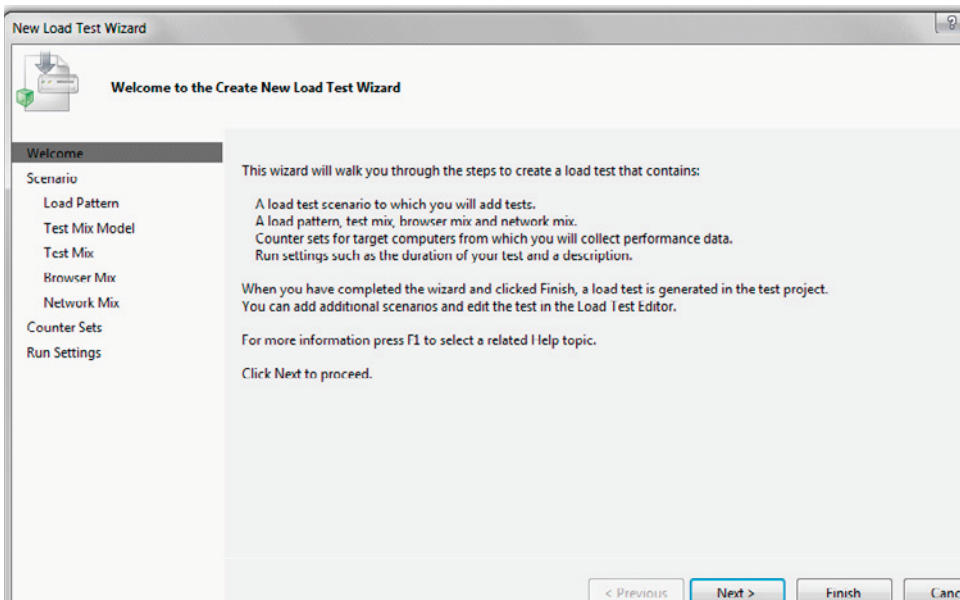 New Load Test Wizard
?
Welcome to the Create New Load Test Wizard
Welcome
Scenario
Load Pattern
Test Mix Model
Test Mix
Browser Mix
Network Mix
Counter Sets
Run Settings
This wizard will walk you through the steps to create a load test that contains:
A load test scenario to which you will add tests.
A load pattern, test mix, browser mix and network mix.
Counter sets for target computers from which you will collect performance data.
Run settings such as the duration of your test and a description.
When you have completed the wizard and clicked Finish, a load test is generated in the test project.
You can add additional scenarios and edit the test in the Load Test Editor.
For more information press F1 to select a related Help topic.
Click Next to proceed.
< Previous Next > Finish Canc